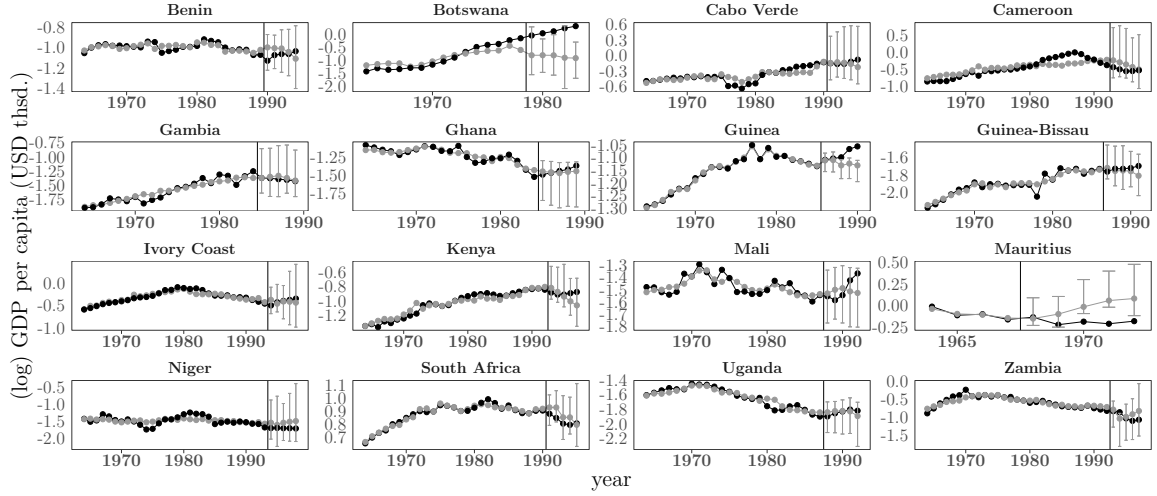 Benin Botswana Cabo Verde Cameroon
-0.8 -1.0 -1.2 -1.4
0.0 -0.5 -1.0 -1.5 -2.0
0.6 0.3 0.0 -0.3 -0.6
0.5 0.0 -0.5 -1.0
1970 1980 1990 1970 1980 1970 1980 1990 1980 1990
Gambia Ghana Guinea Guinea-Bissau
-0.75 -1.00 -1.25 -1.50 -1.75
-1.25 -1.50 -1.75
-1.05 -1.10 -1.15 -1.20 -1.25 -1.30
-1.6 -1.8 -2.0
1970 1980 1990 1970 1980 1990 1970 1980 1990 1970 1980 1990
Ivory Coast Kenya Mali Mauritius
0.0 -0.5 -1.0
-0.6 -0.8 -1.0 -1.2
-1.3 -1.4 -1.5 -1.6 -1.7 -1.8
0.50 0.25 0.00 -0.25
1970 1980 1990 1970 1980 1990 1970 1980 1990 1965 1970
Niger South Africa Uganda Zambia
-0.5 -1.0 -1.5 -2.0
1.1 1.0 0.9 0.8 0.7
-1.4 -1.6 -1.8 -2.0 -2.2
0.0 -0.5 -1.0 -1.5
1970 1980 1990 1970 1980 1990 1970 1980 1990 1970 1980 1990
(log) GDP per capita (USD thsd.)
year